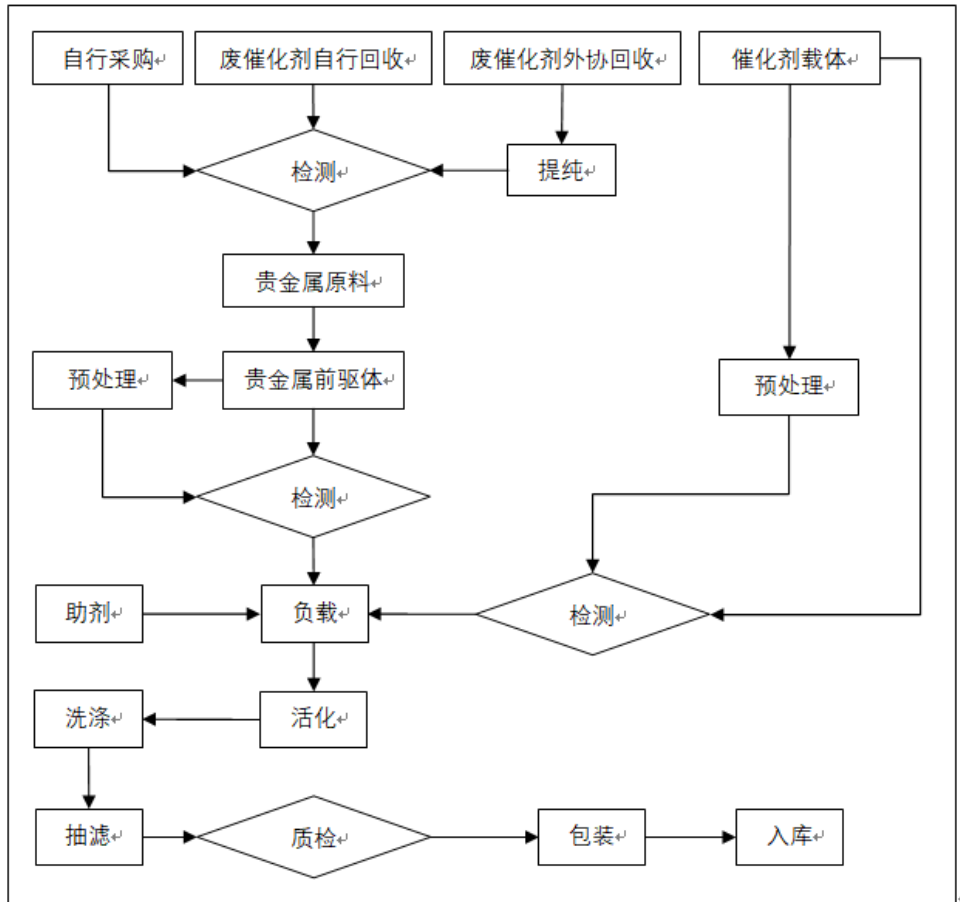 自行采购
废催化剂自行回收
废催化剂外协回收
催化剂载体
检测
提纯
贵金属原料
预处理
贵金属前驱体
预处理
检测
助剂
负载
检测
洗涤
活化
抽滤
质检
包装
入库